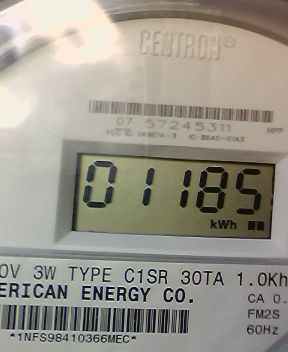 CENTRON®
07 57245311 MPP
01185
kWh
0V 3W TYPE C1SR 30TA 1.0Kh
ERICAN ENERGY CO. CA 0.
FM2S
60Hz
*1NFS98410366MEC*